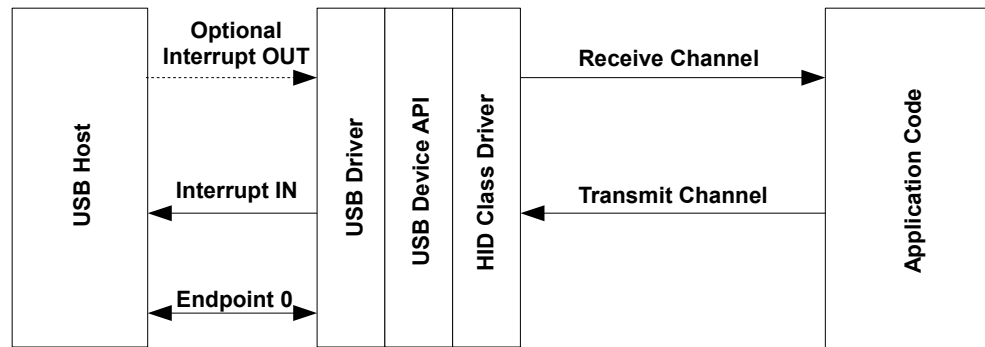 USB Host
Optional
Interrupt OUT
Interrupt IN
Endpoint 0
USB Driver
USB Device API
HID Class Driver
Receive Channel
Transmit Channel
Application Code